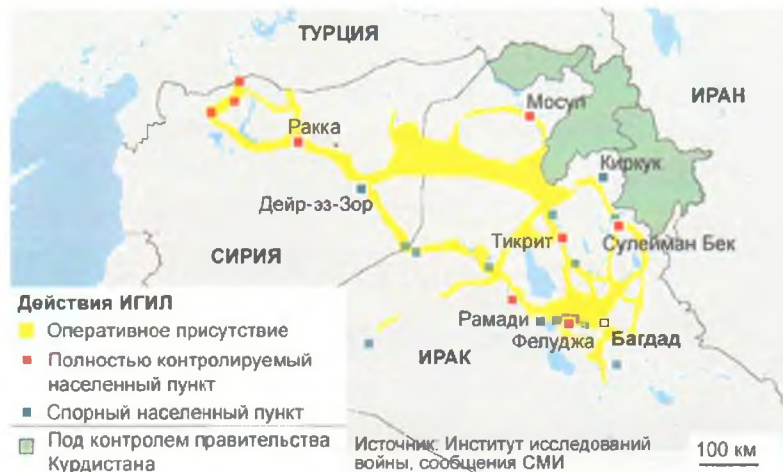 ТУРЦИЯ
Мосул
ИРАН
Ракка
Киркук
Дейр-эз-Зор
Тикрит
Сулейман Бек
СИРИЯ
Действия ИГИЛ
Оперативное присутствие
Полностью контролируемый
населенный пункт
Спорный населенный пункт
Под контролем правительства
Курдистана
Рамади
Багдад
Фелуджа
ИРАК
Источник: Институт исследований
войны, сообщения СМИ
100 км